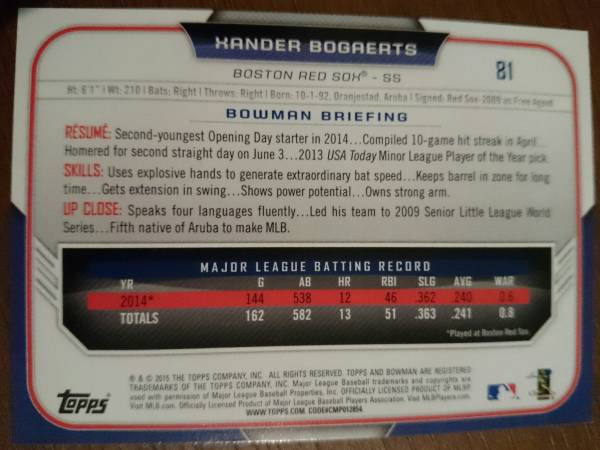 XANDER BOGAERTS
BOSTON RED SOX® - SS
81
Ht: 6'1" | Wt: 210 | Bats: Right | Throws: Right | Born: 10-1-92, Oranjestad, Aruba | Signed: Red Sox-2009 as Free Agent
BOWMAN BRIEFING
RÉSUMÉ: Second-youngest Opening Day starter in 2014...Compiled 10-game hit streak in April...
Homered for second straight day on June 3...2013 USA Today Minor League Player of the Year pick.
SKILLS: Uses explosive hands to generate extraordinary bat speed...Keeps barrel in zone for long
time...Gets extension in swing...Shows power potential...Owns strong arm.
UP CLOSE: Speaks four languages fluently...Led his team to 2009 Senior Little League World
Series...Fifth native of Aruba to make MLB.
MAJOR LEAGUE BATTING RECORD
YR G AB HR RBI SLG AVG WAR
2014* 144 538 12 46 .362 .240 0.6
TOTALS 162 582 13 51 .363 .241 0.8
*Played at Boston Red Sox.
® & © 2015 THE TOPPS COMPANY, INC. ALL RIGHTS RESERVED. TOPPS AND BOWMAN ARE REGISTERED
TRADEMARKS OF THE TOPPS COMPANY, INC. Major League Baseball trademarks and copyrights are
used with permission of Major League Baseball Properties, Inc. OFFICIALLY LICENSED PRODUCT OF MLBP.
Visit MLB.com. Officially Licensed Product of Major League Baseball Players Association. Visit MLBPlayers.com.
WWW.TOPPS.COM. CODE#CMP012854
topps